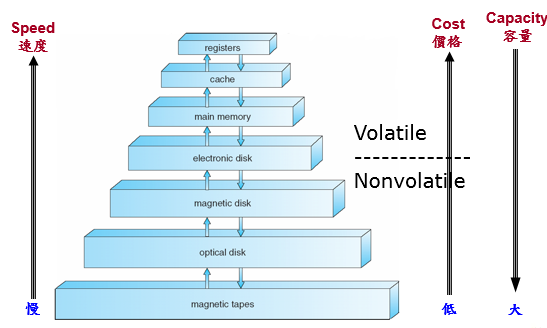 Speed
速度
Cost
價格
Capacity
容量
registers
cache
main memory
Volatile
electronic disk
Nonvolatile
magnetic disk
optical disk
magnetic tapes
慢
低
大